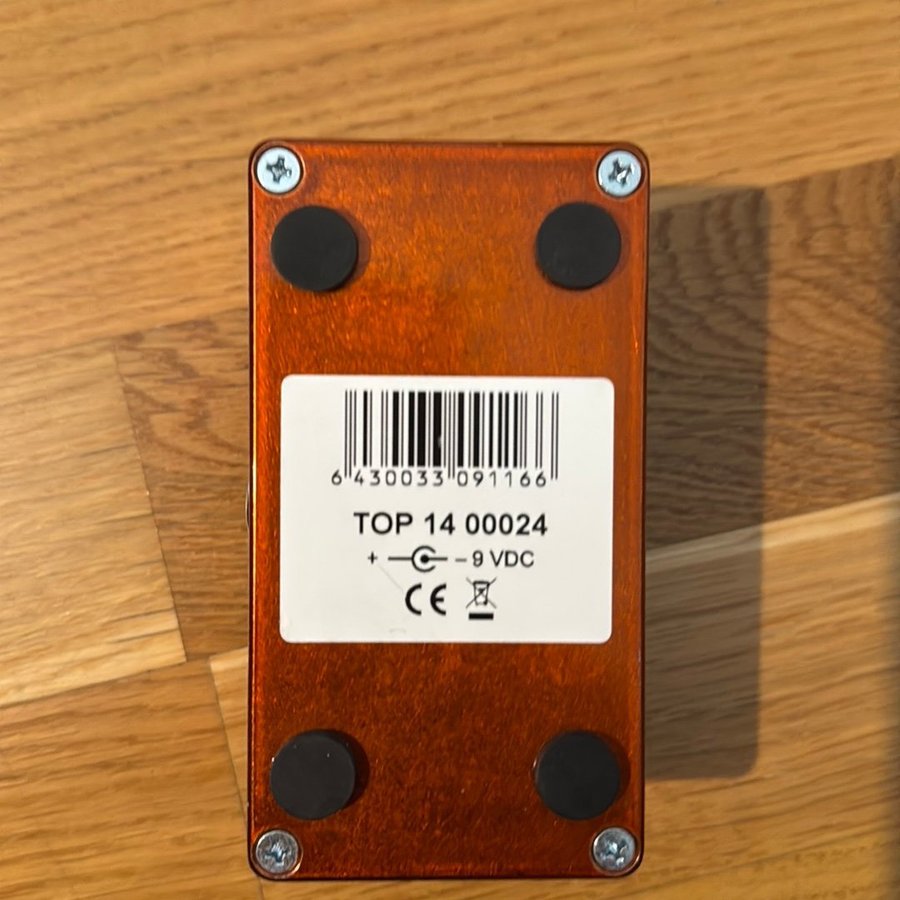 6 430033 091166
TOP 14 00024
+ – 9 VDC
CE